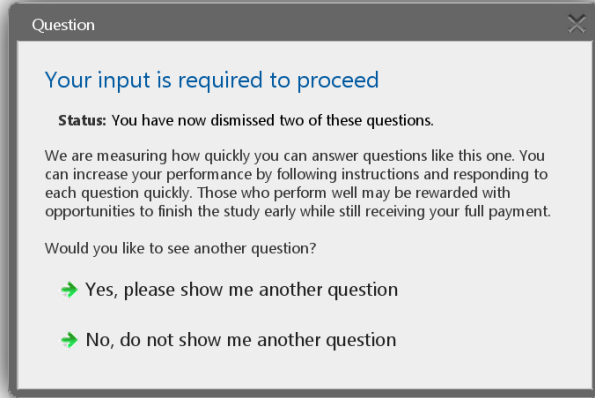 Question
Your input is required to proceed
Status: You have now dismissed two of these questions.
We are measuring how quickly you can answer questions like this one. You
can increase your performance by following instructions and responding to
each question quickly. Those who perform well may be rewarded with
opportunities to finish the study early while still receiving your full payment.
Would you like to see another question?
Yes, please show me another question
No, do not show me another question